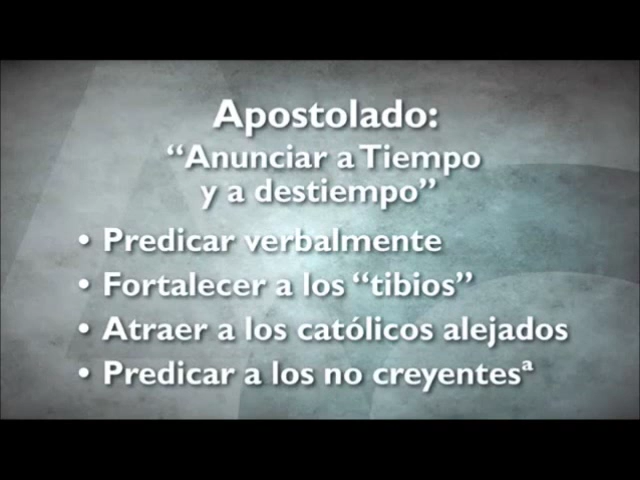 Apostolado:
“Anunciar a Tiempo
y a destiempo”
• Predicar verbalmente
• Fortalecer a los “tibios”
• Atraer a los católicos alejados
• Predicar a los no creyentesª